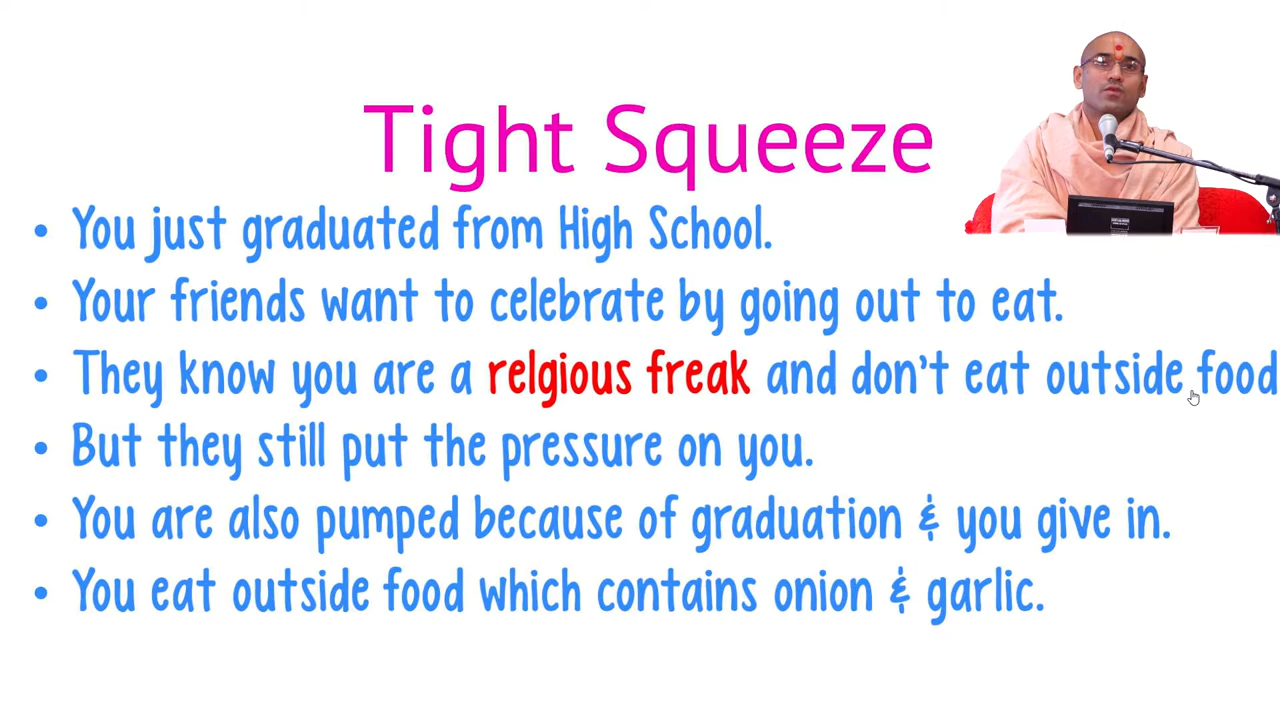 Tight Squeeze
• You just graduated from High School.
• Your friends want to celebrate by going out to eat.
• They know you are a relgious freak and don't eat outside food
• But they still put the pressure on you.
• You are also pumped because of graduation & you give in.
• You eat outside food which contains onion & garlic.